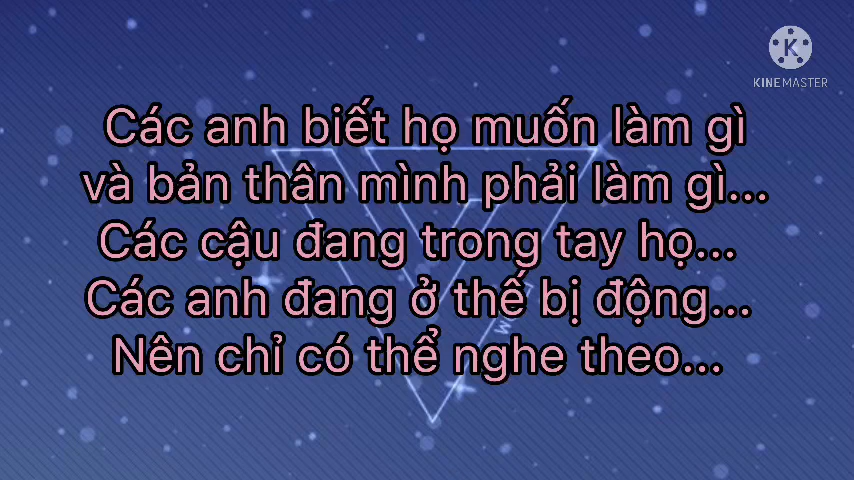 KINEMASTER
Các anh biết họ muốn làm gì
và bản thân mình phải làm gì...
Các cậu đang trong tay họ...
Các anh đang ở thế bị động...
Nên chỉ có thể nghe theo...